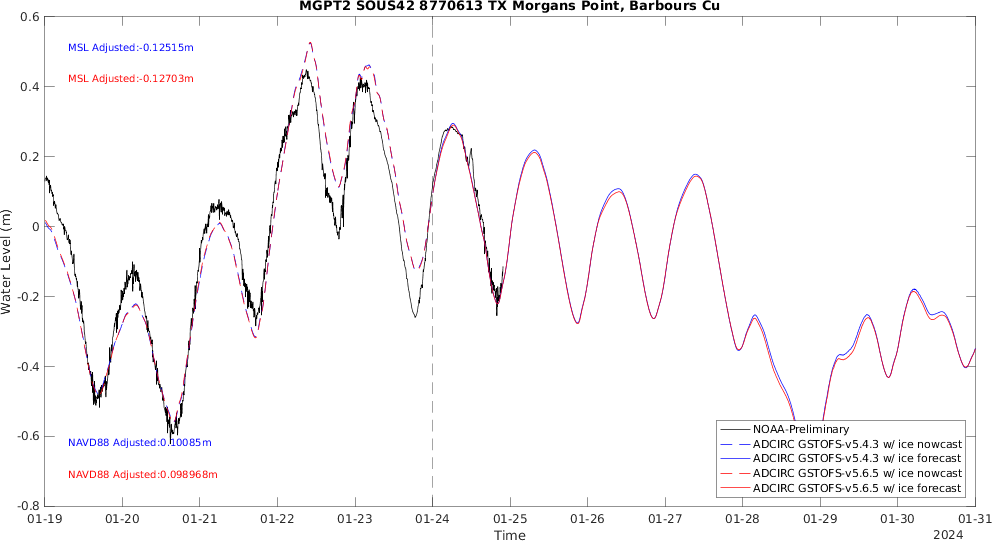 MGPT2 SOUS42 8770613 TX Morgans Point, Barbours Cu
MSL Adjusted:-0.12515m
MSL Adjusted:-0.12703m
NAVD88 Adjusted:0.10085m
NAVD88 Adjusted:0.098968m
Water Level (m)
0.6
0.4
0.2
0
-0.2
-0.4
-0.6
-0.8
NOAA-Preliminary
ADCIRC GSTOFS-v5.4.3 w/ ice nowcast
ADCIRC GSTOFS-v5.4.3 w/ ice forecast
ADCIRC GSTOFS-v5.6.5 w/ ice nowcast
ADCIRC GSTOFS-v5.6.5 w/ ice forecast
01-19 01-20 01-21 01-22 01-23 01-24 01-25 01-26 01-27 01-28 01-29 01-30 01-31
Time
2024